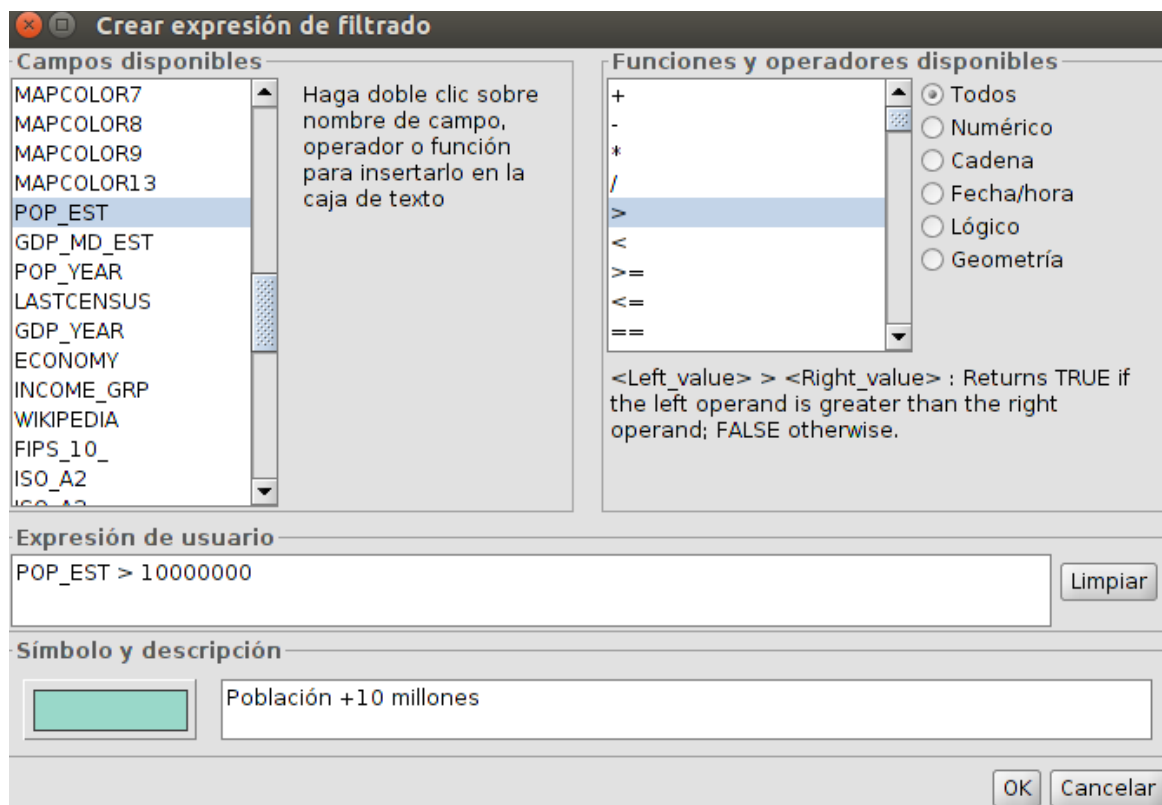 Crear expresión de filtrado
Campos disponibles
MAPCOLOR7
MAPCOLOR8
MAPCOLOR9
MAPCOLOR13
POP_EST
GDP_MD_EST
POP_YEAR
LASTCENSUS
GDP_YEAR
ECONOMY
INCOME_GRP
WIKIPEDIA
FIPS_10_
ISO_A2
Haga doble clic sobre
nombre de campo,
operador o función
para insertarlo en la
caja de texto
Funciones y operadores disponibles
+
-
*
/
>
<
>=
<=
==
Todos
Numérico
Cadena
Fecha/hora
Lógico
Geometría
<Left_value> > <Right_value> : Returns TRUE if
the left operand is greater than the right
operand; FALSE otherwise.
Expresión de usuario
POP_EST > 10000000
Limpiar
Símbolo y descripción
Población +10 millones
OK
Cancelar